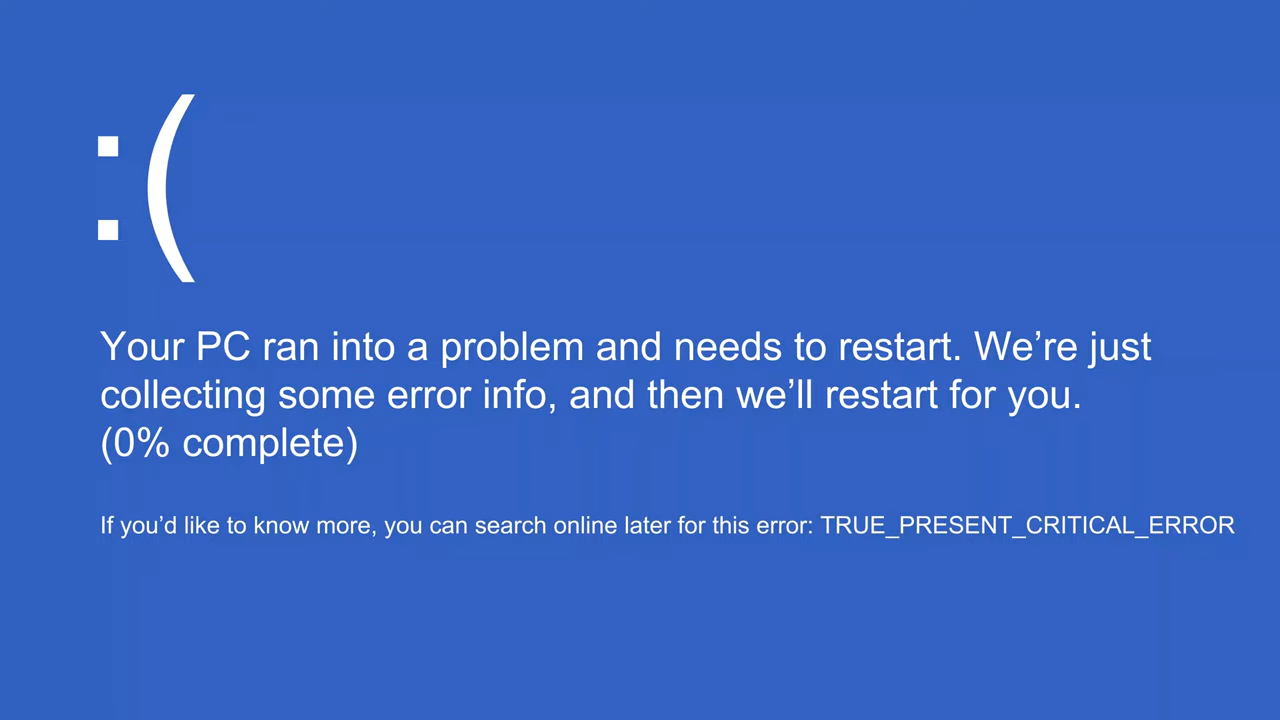 :(
Your PC ran into a problem and needs to restart. We’re just
collecting some error info, and then we’ll restart for you.
(0% complete)
If you’d like to know more, you can search online later for this error: TRUE_PRESENT_CRITICAL_ERROR